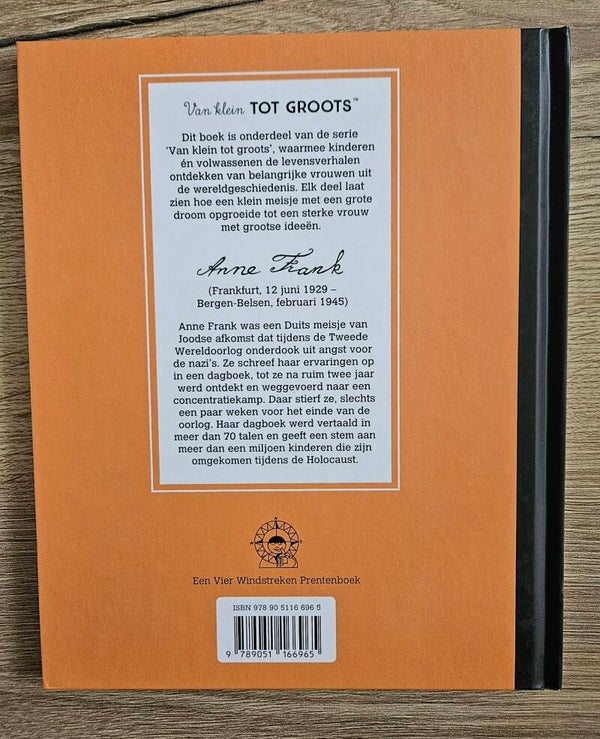 Van klein TOT GROOTS™
Dit boek is onderdeel van de serie
'Van klein tot groots', waarmee kinderen
én volwassenen de levensverhalen
ontdekken van belangrijke vrouwen uit
de wereldgeschiedenis. Elk deel laat
zien hoe een klein meisje met een grote
droom opgroeide tot een sterke vrouw
met grootse ideeën.
Anne Frank
(Frankfurt, 12 juni 1929 –
Bergen-Belsen, februari 1945)
Anne Frank was een Duits meisje van
Joodse afkomst dat tijdens de Tweede
Wereldoorlog onderdook uit angst voor
de nazi's. Ze schreef haar ervaringen op
in een dagboek, tot ze na ruim twee jaar
werd ontdekt en weggevoerd naar een
concentratiekamp. Daar stierf ze, slechts
een paar weken voor het einde van de
oorlog. Haar dagboek werd vertaald in
meer dan 70 talen en geeft een stem aan
meer dan een miljoen kinderen die zijn
omgekomen tijdens de Holocaust.
Een Vier Windstreken Prentenboek
ISBN 978 90 5116 696 5
9 789051 166965